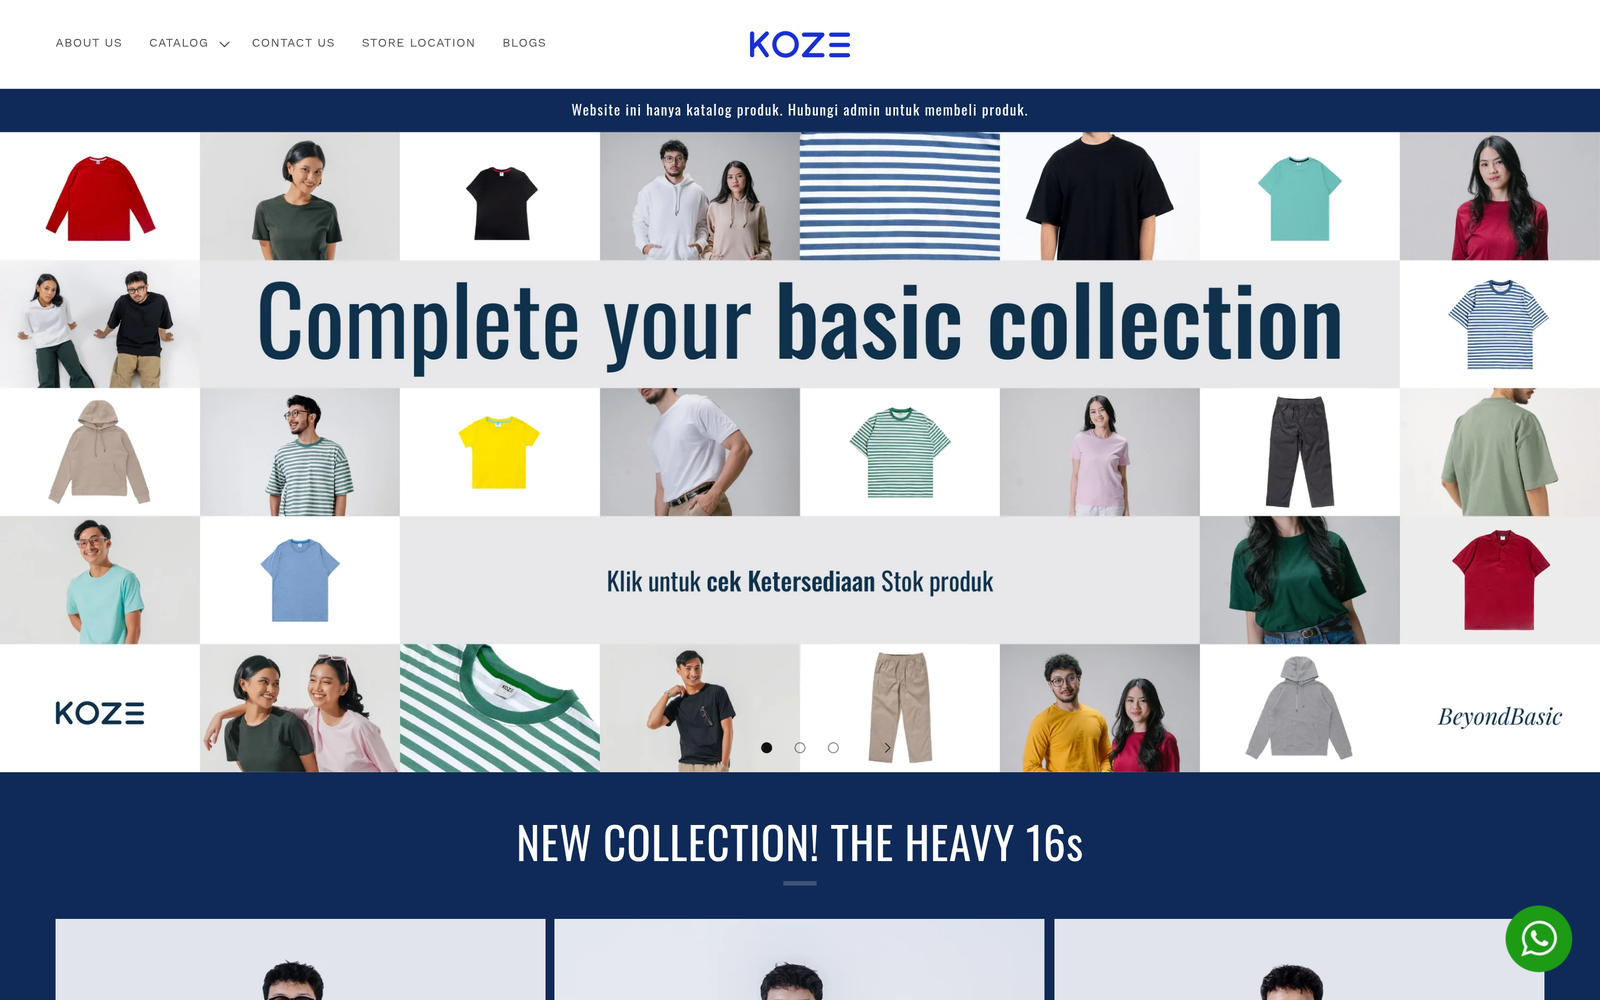 ABOUT US
CATALOG
CONTACT US
STORE LOCATION
BLOGS
KOZE
Website ini hanya katalog produk. Hubungi admin untuk membeli produk.
Complete your basic collection
Klik untuk cek Ketersediaan Stok produk
KOZE
KOZE
BeyondBasic
NEW COLLECTION! THE HEAVY 16s